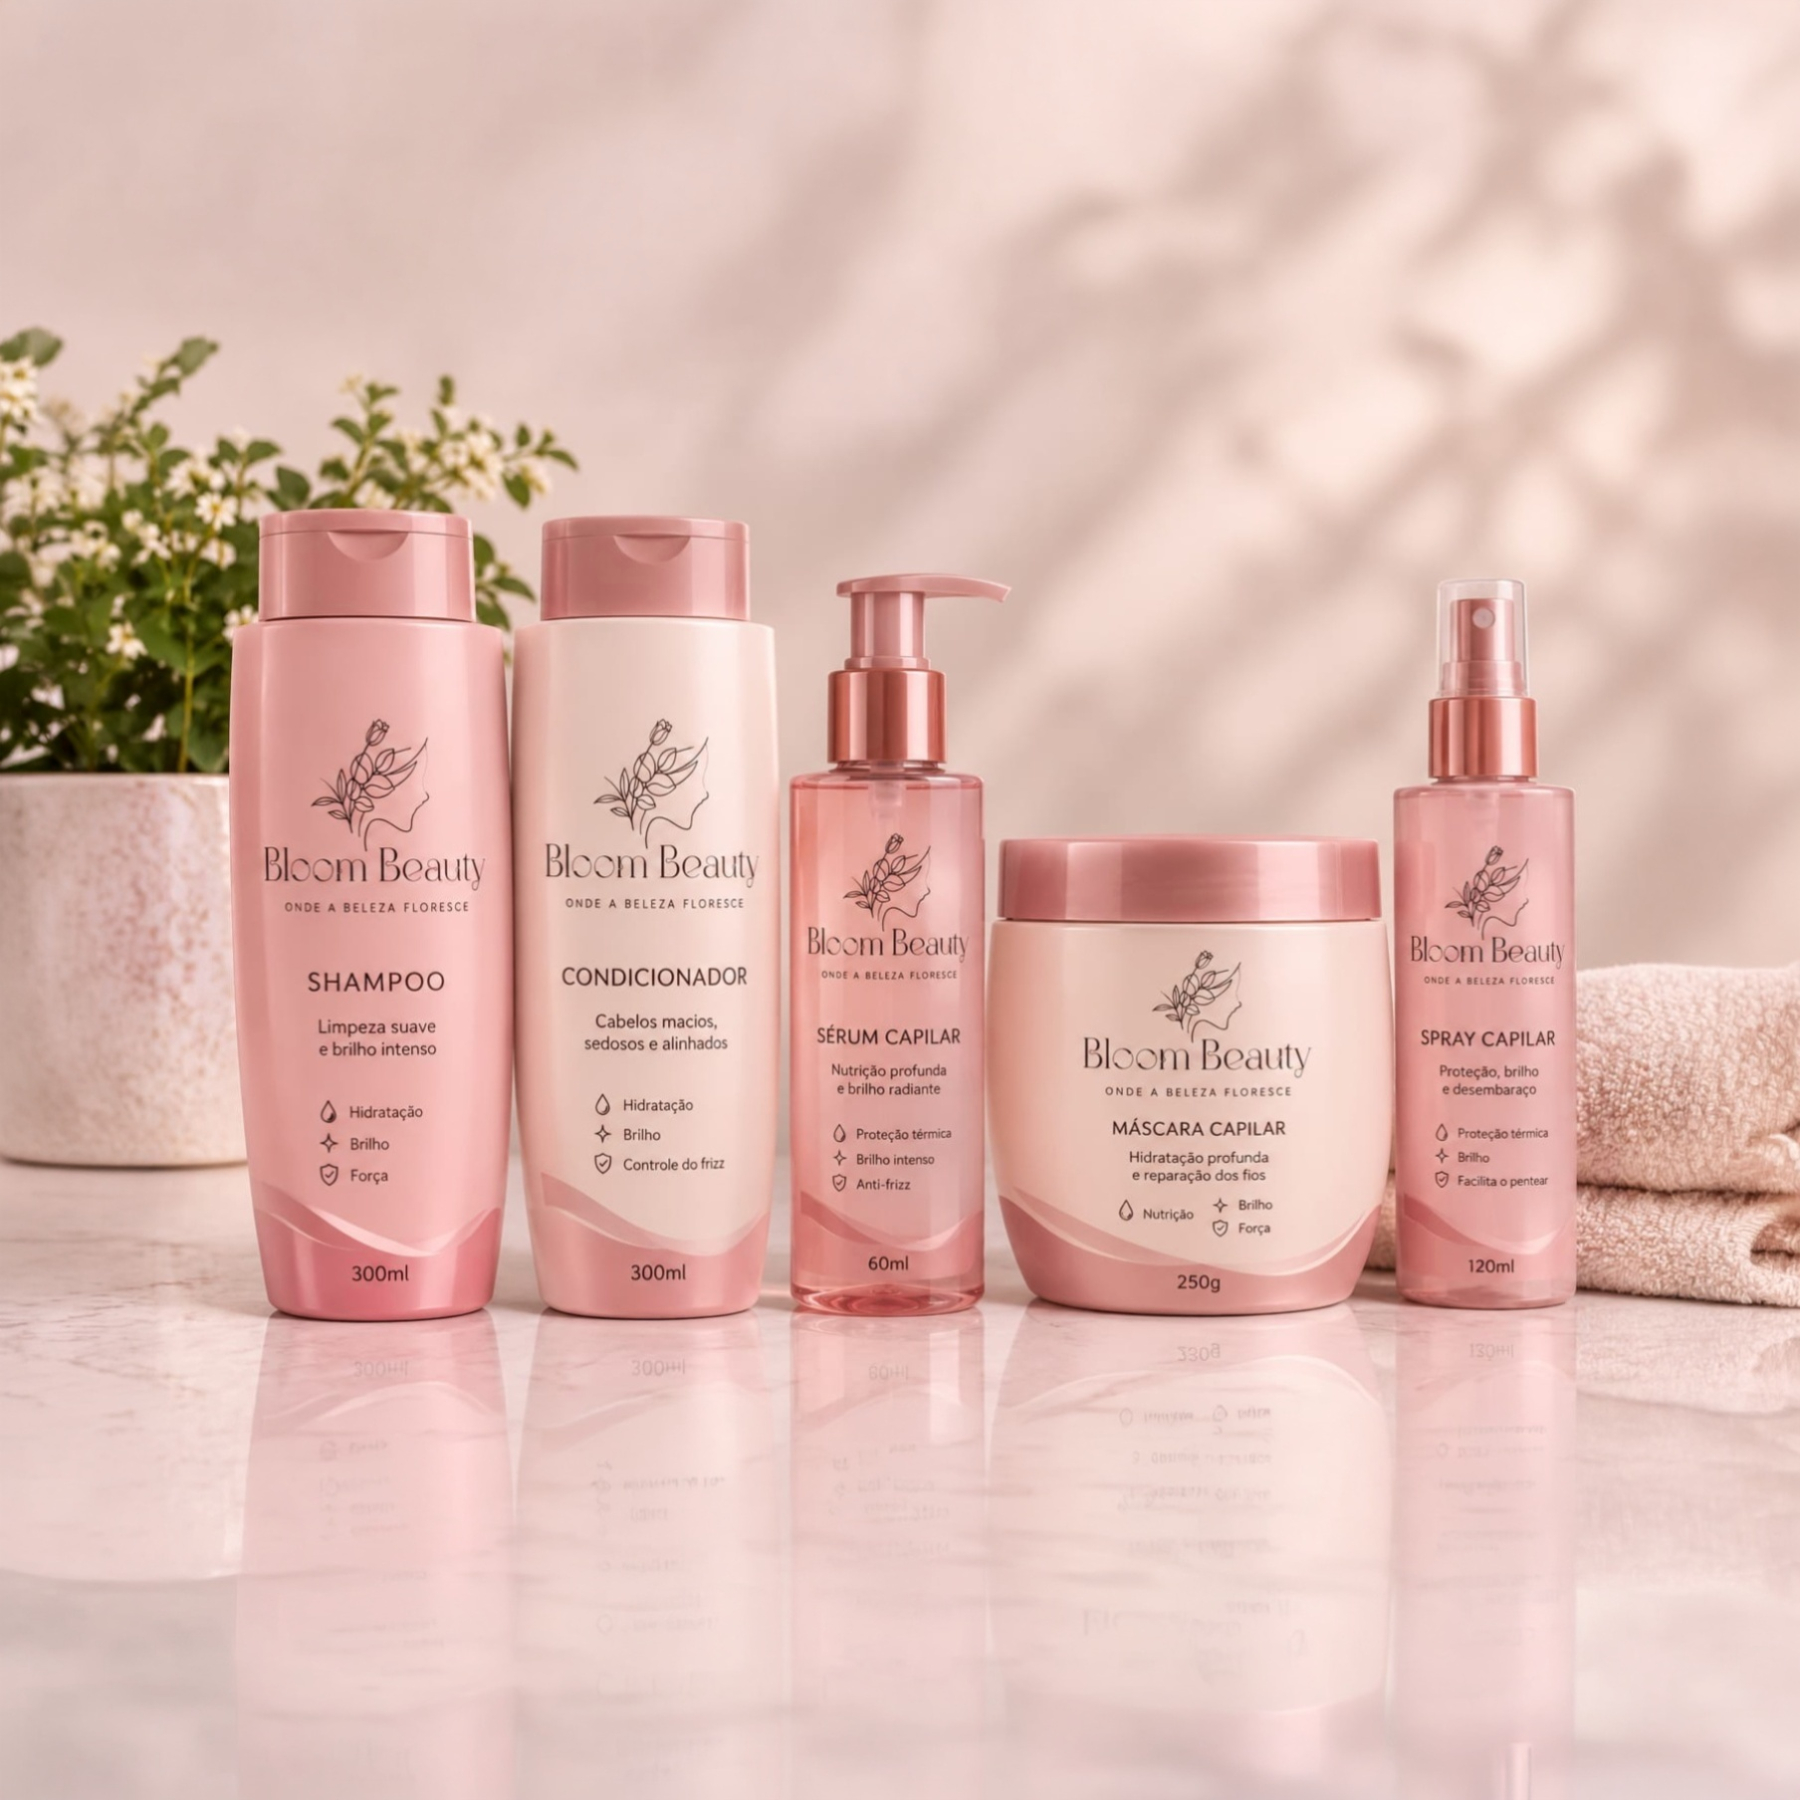 Bloom Beauty
ONDE A BELEZA FLORESCE
SHAMPOO
Limpeza suave
e brilho intenso
Hidratação
Brilho
Força
300ml
Bloom Beauty
ONDE A BELEZA FLORESCE
CONDICIONADOR
Cabelos macios,
sedosos e alinhados
Hidratação
Brilho
Controle do frizz
300ml
Bloom Beauty
ONDE A BELEZA FLORESCE
SÉRUM CAPILAR
Nutrição profunda
e brilho radiante
Proteção térmica
Brilho intenso
Anti-frizz
60ml
Bloom Beauty
ONDE A BELEZA FLORESCE
MÁSCARA CAPILAR
Hidratação profunda
e reparação dos fios
Nutrição
Brilho
Força
250g
Bloom Beauty
ONDE A BELEZA FLORESCE
SPRAY CAPILAR
Proteção, brilho
e desembaraço
Proteção térmica
Brilho
Facilita o pentear
120ml